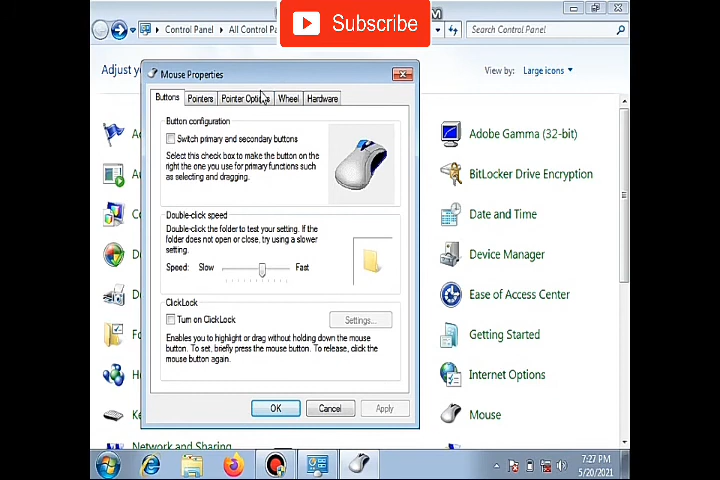 Subscribe
Control Panel
All Control Pa
Search Control Panel
Adjust yo
View by: Large icons
Mouse Properties
Buttons
Pointers
Pointer Options
Wheel
Hardware
Button configuration
Switch primary and secondary buttons
Select this check box to make the button on the
right the one you use for primary functions such
as selecting and dragging.
Double-click speed
Double-click the folder to test your setting. If the
folder does not open or close, try using a slower
setting.
Speed: Slow Fast
ClickLock
Turn on ClickLock
Settings...
Enables you to highlight or drag without holding down the mouse
button. To set, briefly press the mouse button. To release, click the
mouse button again.
OK
Cancel
Apply
Adobe Gamma (32-bit)
BitLocker Drive Encryption
Date and Time
Device Manager
Ease of Access Center
Getting Started
Internet Options
Mouse
Network and Sharing
7:27 PM
5/20/2021